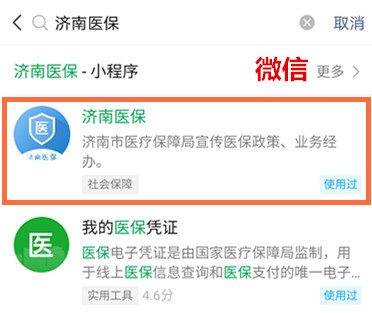 济南医保
取消
济南医保 - 小程序
微信
更多
医
济南医保
济南医保
济南市医疗保障局宣传医保政策、业务经
办。
社会保障
使用过
医
我的医保凭证
医保电子凭证是由国家医疗保障局监制，用
于线上医保信息查询和医保支付的唯一电子...
实用工具 4.6分
使用过